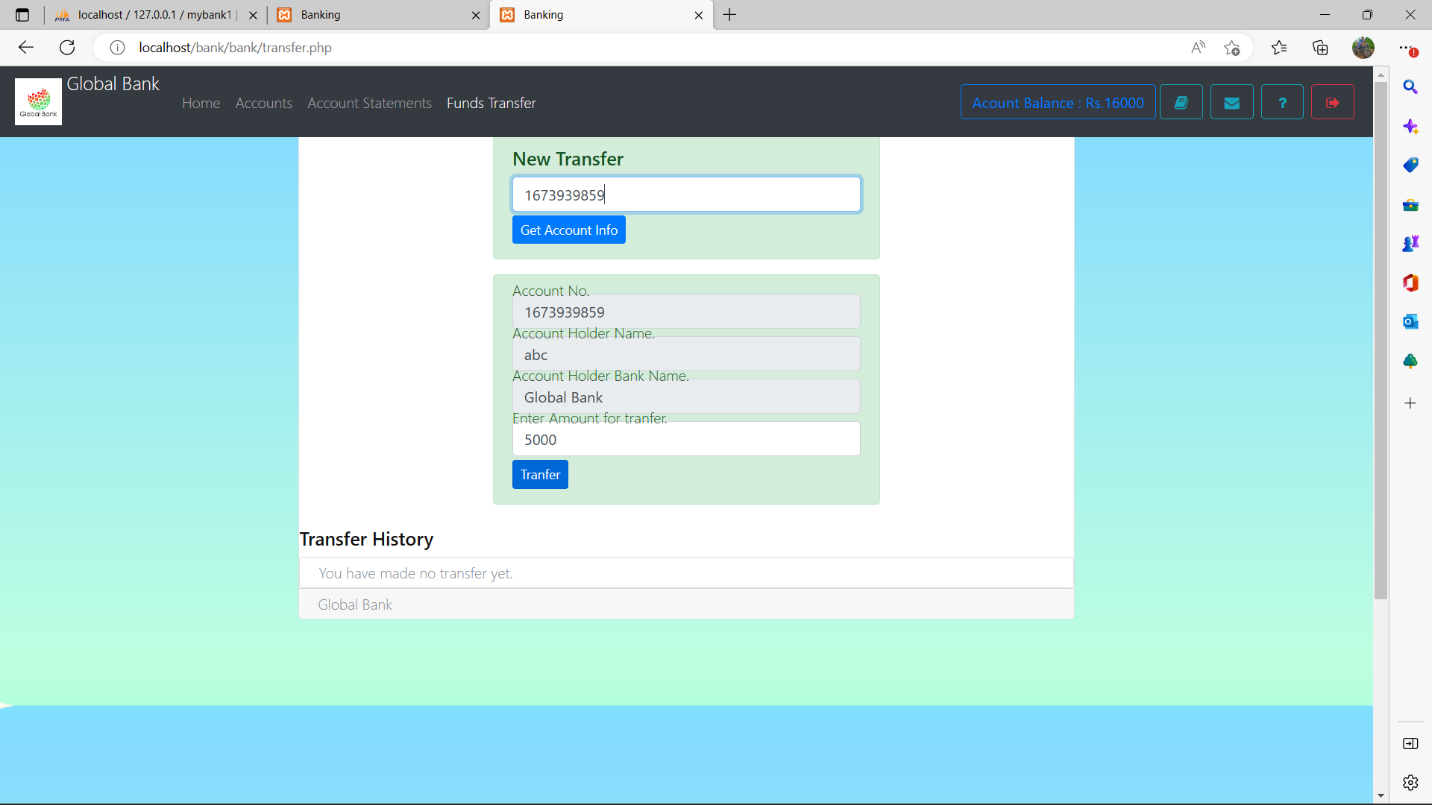 localhost / 127.0.0.1 / mybank1 |
Banking
Banking
localhost/bank/bank/transfer.php
Global Bank
Global Bank
Home
Accounts
Account Statements
Funds Transfer
Acount Balance : Rs.16000
?
New Transfer
1673939859
Get Account Info
Account No.
1673939859
Account Holder Name.
abc
Account Holder Bank Name.
Global Bank
Enter Amount for tranfer.
5000
Tranfer
Transfer History
You have made no transfer yet.
Global Bank